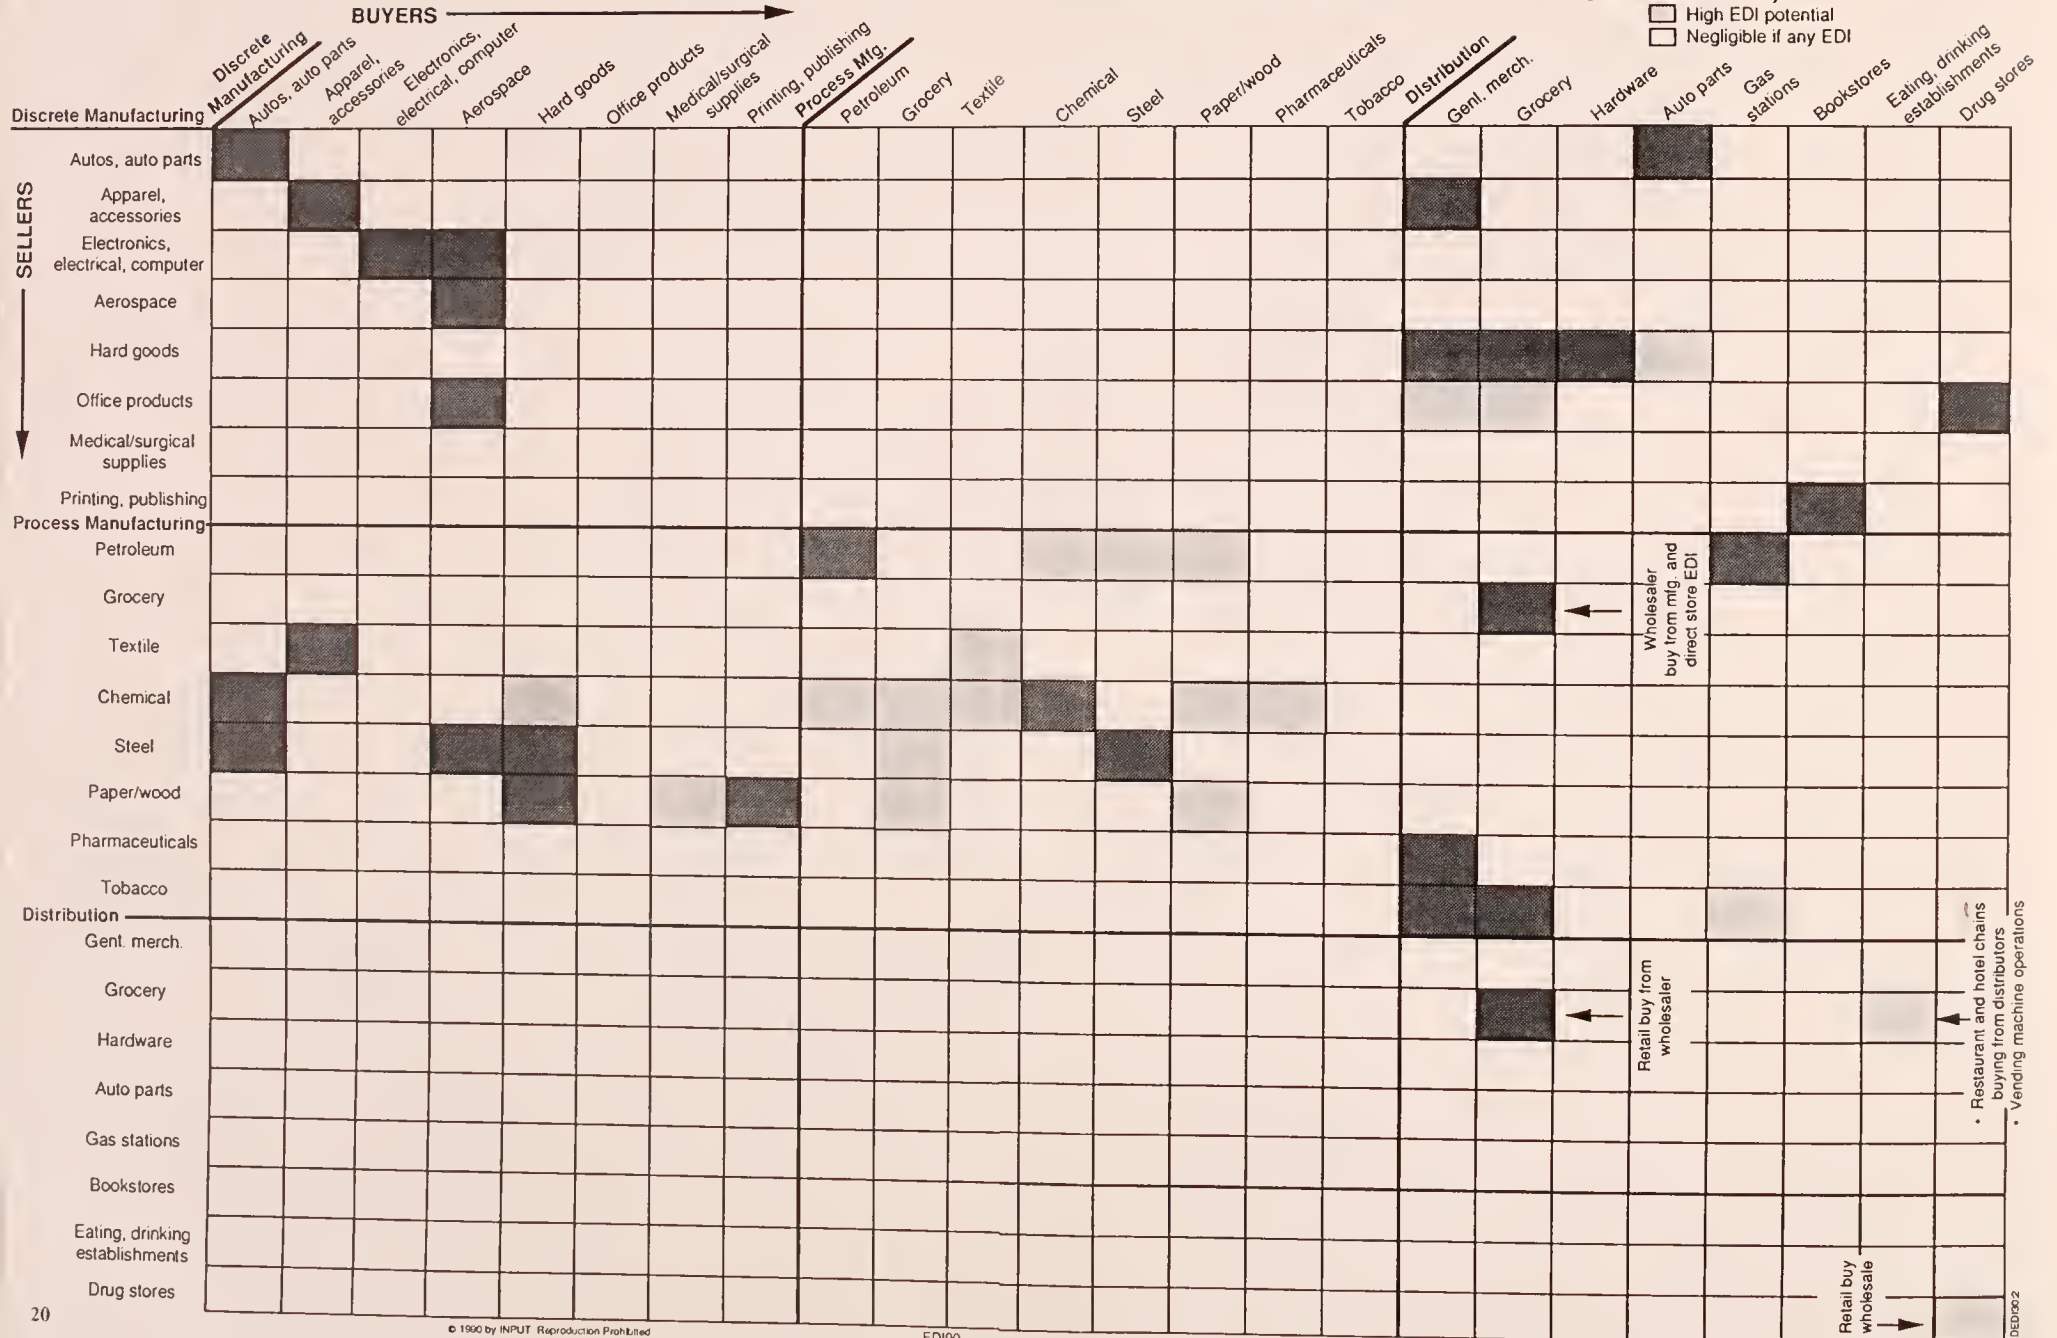 BUYERS
High EDI potential
Negligible if any EDI
Discrete
Manufacturing
Autos, auto parts
Apparel,
accessories
Electronics,
electrical, computer
Aerospace
Hard goods
Office products
Medical/surgical
supplies
Printing, publishing
Process Mfg.
Petroleum
Grocery
Textile
Chemical
Steel
Paper/wood
Pharmaceuticals
Tobacco
Distribution
Genl. merch.
Grocery
Hardware
Auto parts
Gas
stations
Bookstores
Eating, drinking
establishments
Drug stores
SELLERS
Discrete Manufacturing
Autos, auto parts
Apparel,
accessories
Electronics,
electrical, computer
Aerospace
Hard goods
Office products
Medical/surgical
supplies
Printing, publishing
Process Manufacturing
Petroleum
Grocery
Textile
Chemical
Steel
Paper/wood
Pharmaceuticals
Tobacco
Distribution
Gent. merch.
Grocery
Hardware
Auto parts
Gas stations
Bookstores
Eating, drinking
establishments
Drug stores
Wholesaler
buy from mfg. and
direct store EDI
Retail buy from
wholesaler
• Restaurant and hotel chains
buying from distributors
• Vending machine operations
Retail buy
wholesale
20
© 1990 by INPUT Reproduction Prohibited
EDI90
DEDI302